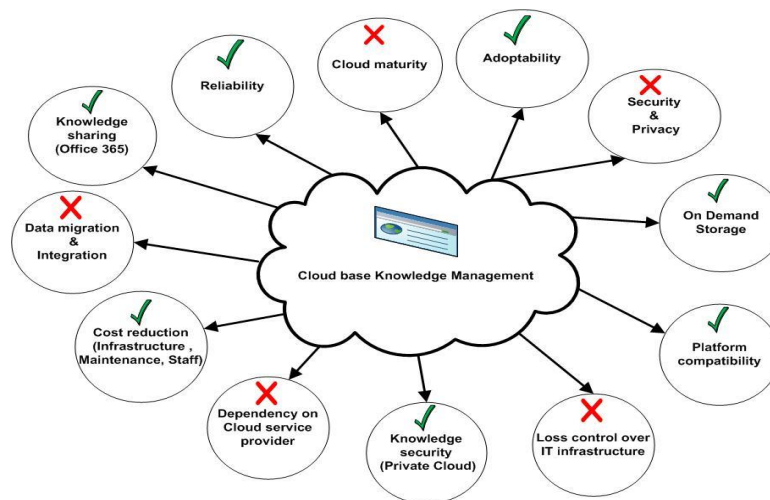 Reliability
Cloud maturity
Adoptability
Security
&
Privacy
Knowledge
sharing
(Office 365)
On Demand
Storage
Data migration
&
Integration
Cloud base Knowledge Management
Cost reduction
(Infrastructure ,
Maintenance, Staff)
Platform
compatibility
Dependency on
Cloud service
provider
Knowledge
security
(Private Cloud)
Loss control over
IT infrastructure